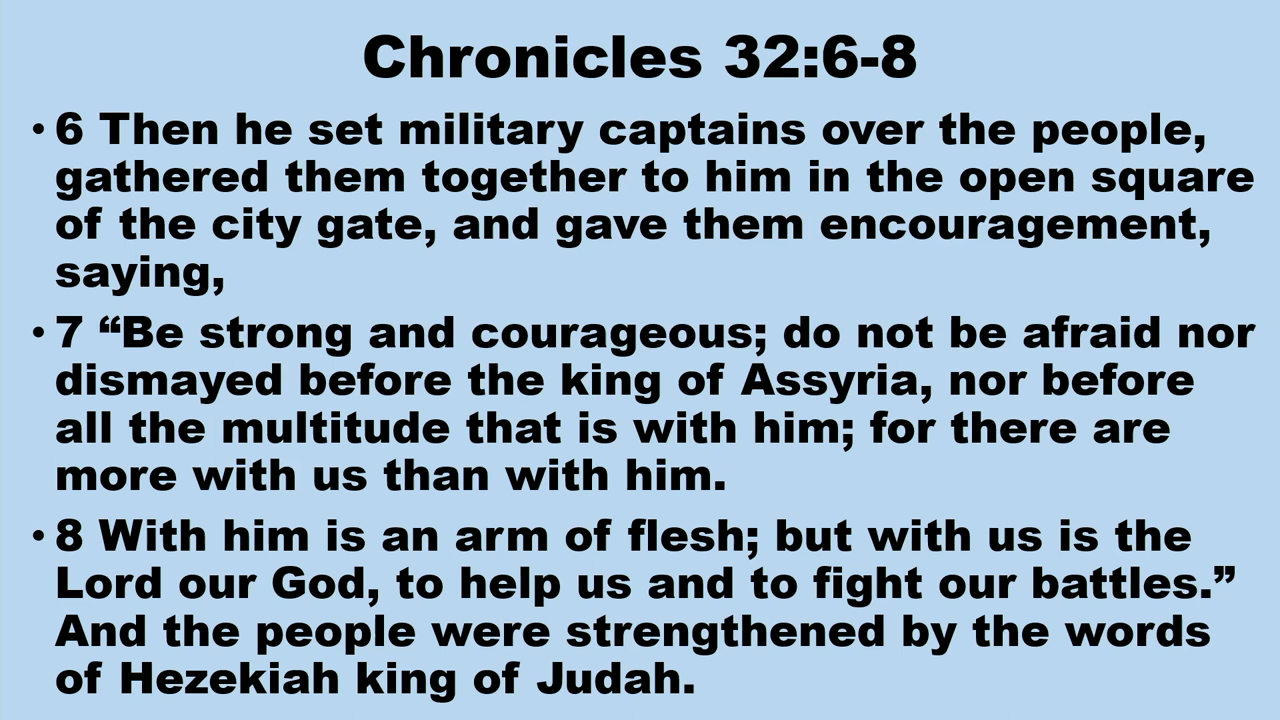 Chronicles 32:6-8
• 6 Then he set military captains over the people,
gathered them together to him in the open square
of the city gate, and gave them encouragement,
saying,
• 7 “Be strong and courageous; do not be afraid nor
dismayed before the king of Assyria, nor before
all the multitude that is with him; for there are
more with us than with him.
• 8 With him is an arm of flesh; but with us is the
Lord our God, to help us and to fight our battles.”
And the people were strengthened by the words
of Hezekiah king of Judah.